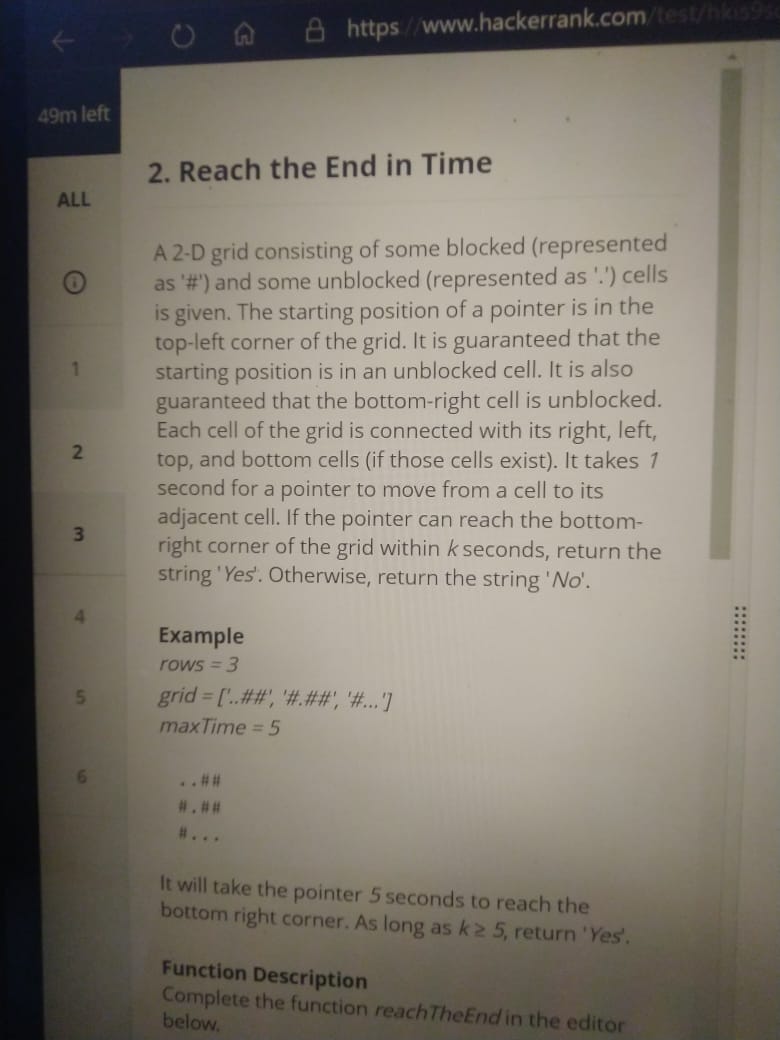 https://www.hackerrank.com/test/
49m left
ALL
1
2
3
4
5
6
2. Reach the End in Time
A 2-D grid consisting of some blocked (represented
as '#') and some unblocked (represented as '.') cells
is given. The starting position of a pointer is in the
top-left corner of the grid. It is guaranteed that the
starting position is in an unblocked cell. It is also
guaranteed that the bottom-right cell is unblocked.
Each cell of the grid is connected with its right, left,
top, and bottom cells (if those cells exist). It takes 1
second for a pointer to move from a cell to its
adjacent cell. If the pointer can reach the bottom-
right corner of the grid within k seconds, return the
string 'Yes'. Otherwise, return the string 'No'.
Example
rows = 3
grid = ['..##', '#.##', '#...']
maxTime = 5
..##
#.##
#...
It will take the pointer 5 seconds to reach the
bottom right corner. As long as k ≥ 5, return 'Yes'.
Function Description
Complete the function reachTheEnd in the editor
below.